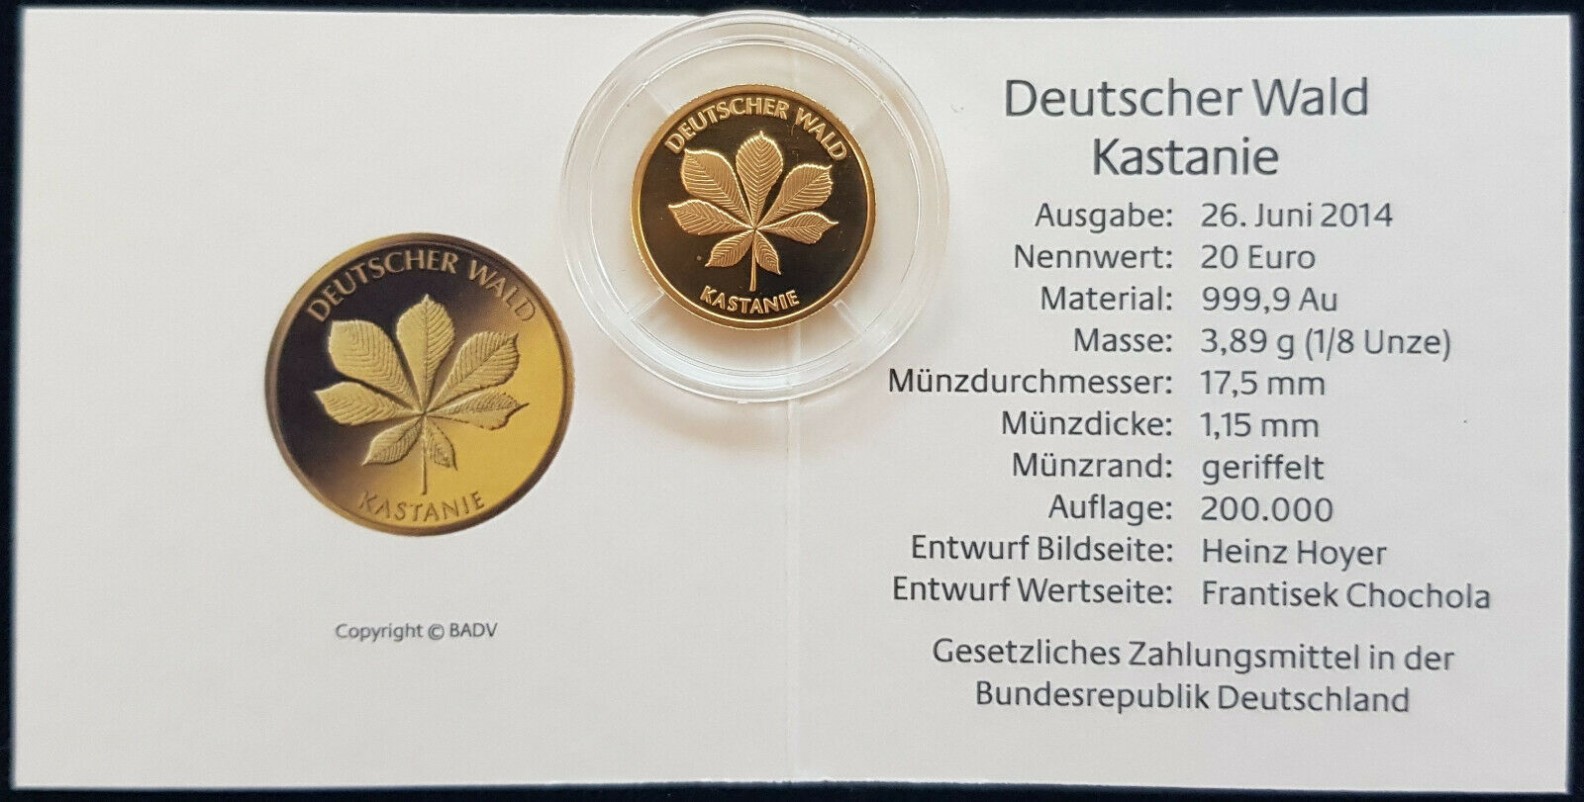 DEUTSCHER WALD
KASTANIE
Copyright © BADV
DEUTSCHER WALD
KASTANIE
Deutscher Wald
Kastanie
Ausgabe: 26. Juni 2014
Nennwert: 20 Euro
Material: 999,9 Au
Masse: 3,89 g (1/8 Unze)
Münzdurchmesser: 17,5 mm
Münzdicke: 1,15 mm
Münzrand: geriffelt
Auflage: 200.000
Entwurf Bildseite: Heinz Hoyer
Entwurf Wertseite: Frantisek Chochola
Gesetzliches Zahlungsmittel in der
Bundesrepublik Deutschland